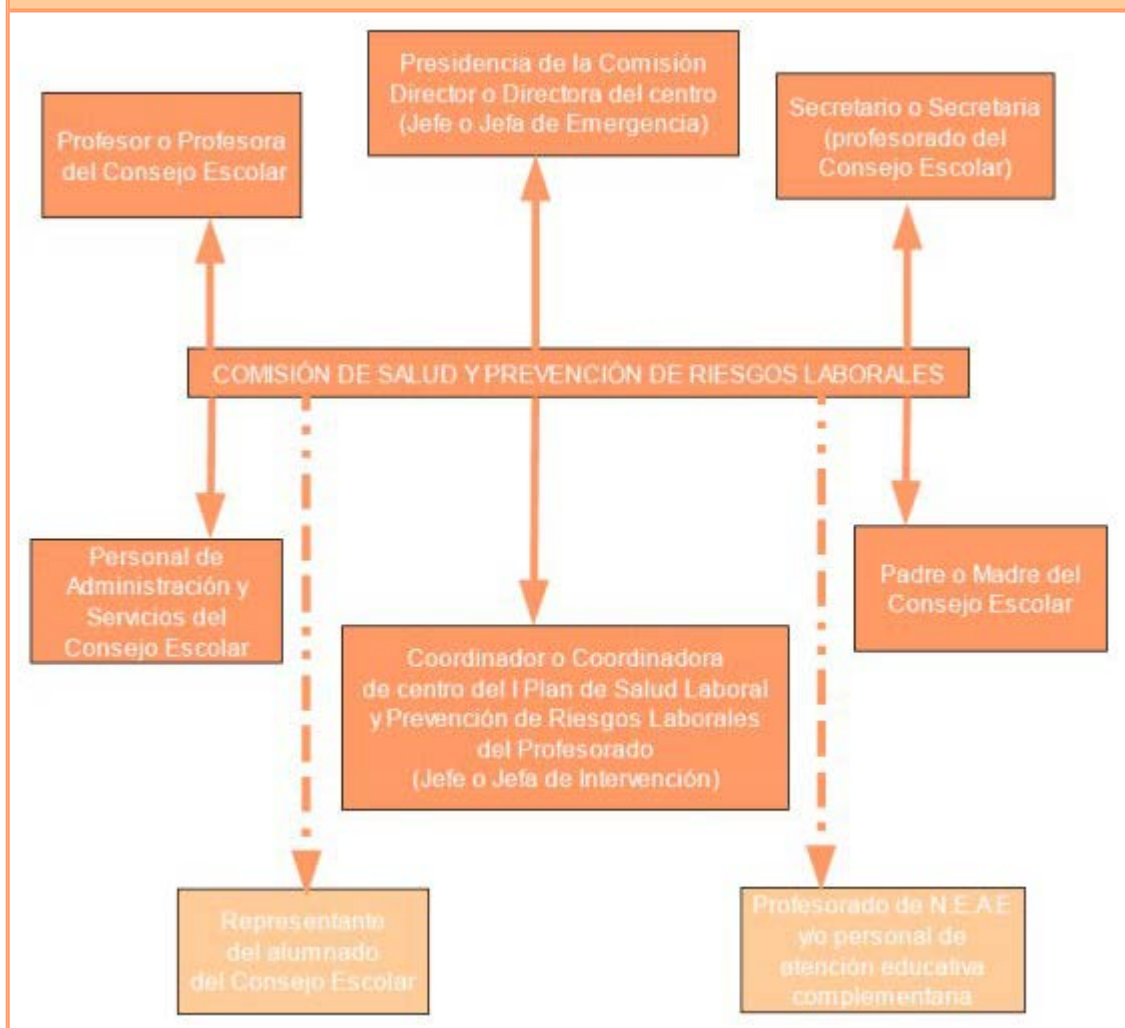 Presidencia de la Comisión
Director o Directora del centro
(Jefe o Jefa de Emergencia)
Profesor o Profesora
del Consejo Escolar
Secretario o Secretaria
(profesorado del
Consejo Escolar)
COMISIÓN DE SALUD Y PREVENCIÓN DE RIESGOS LABORALES
Personal de
Administración y
Servicios del
Consejo Escolar
Padre o Madre del
Consejo Escolar
Coordinador o Coordinadora
de centro del I Plan de Salud Laboral
y Prevención de Riesgos Laborales
del Profesorado
(Jefe o Jefa de Intervención)
Representante
del alumnado
del Consejo Escolar
Profesorado de N.E.A.E
y/o personal de
atención educativa
complementaria